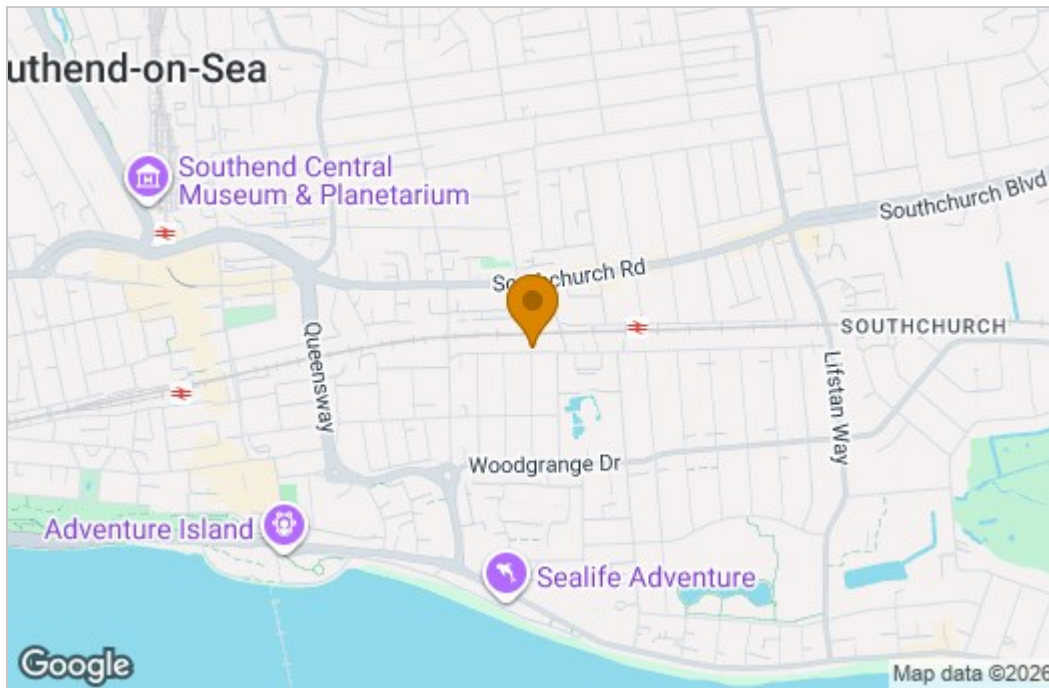 uthend-on-Sea
Southend Central
Museum & Planetarium
Southchurch Blvd
Southchurch Rd
SOUTHCHURCH
Queensway
Lifstan Way
Woodgrange Dr
Adventure Island
Sealife Adventure
Google
Map data ©2026